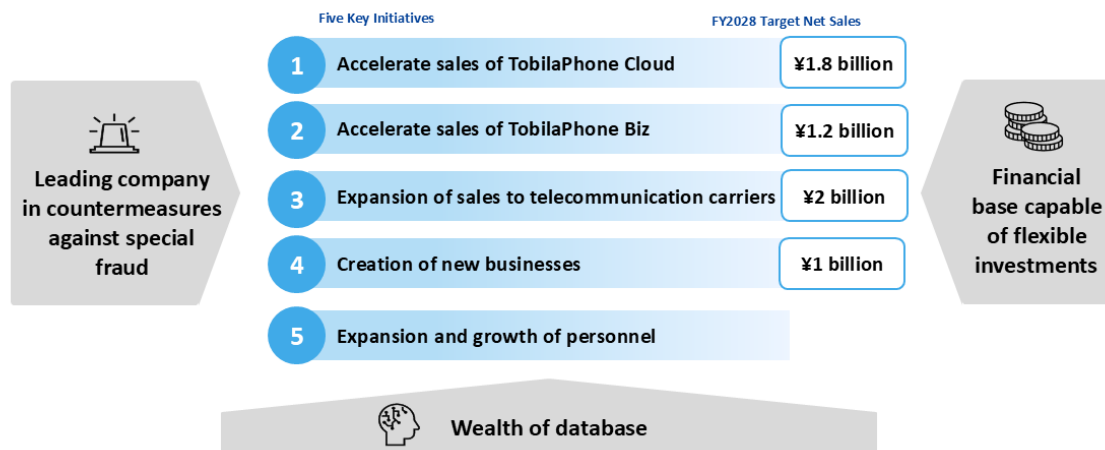 Five Key Initiatives
FY2028 Target Net Sales
1 Accelerate sales of TobilaPhone Cloud ¥1.8 billion
2 Accelerate sales of TobilaPhone Biz ¥1.2 billion
3 Expansion of sales to telecommunication carriers ¥2 billion
4 Creation of new businesses ¥1 billion
5 Expansion and growth of personnel
Leading company
in countermeasures
against special
fraud
Financial
base capable
of flexible
investments
Wealth of database